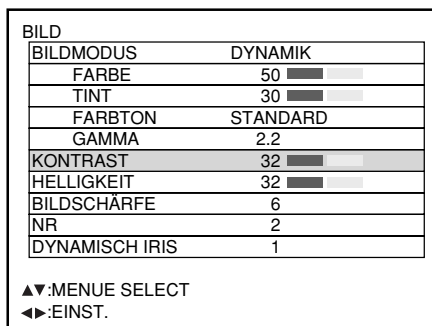 BILD
BILDMODUS DYNAMIK
FARBE 50
TINT 30
FARBTON STANDARD
GAMMA 2.2
KONTRAST 32
HELLIGKEIT 32
BILDSCHÄRFE 6
NR 2
DYNAMISCH IRIS 1
▲▼:MENUE SELECT
◀▶:EINST.